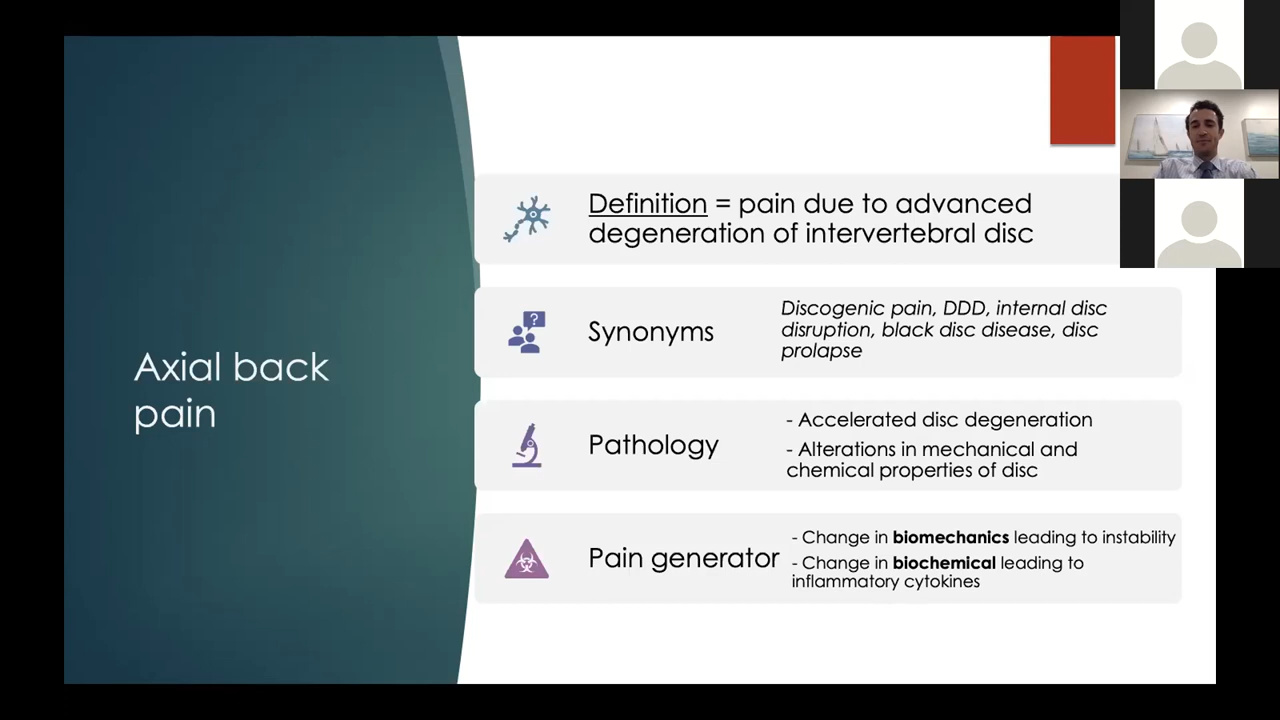 Axial back
pain
Definition = pain due to advanced
degeneration of intervertebral disc
Synonyms
Discogenic pain, DDD, internal disc
disruption, black disc disease, disc
prolapse
Pathology
- Accelerated disc degeneration
- Alterations in mechanical and
chemical properties of disc
Pain generator
- Change in biomechanics leading to instability
- Change in biochemical leading to
inflammatory cytokines
?